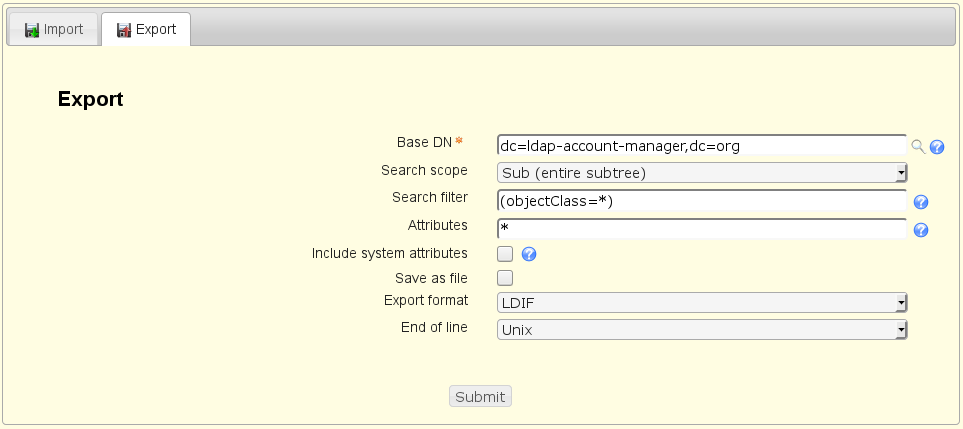 Import Export
Export
Base DN * dc=ldap-account-manager,dc=org
Search scope Sub (entire subtree)
Search filter (objectClass=*)
Attributes *
Include system attributes
Save as file
Export format LDIF
End of line Unix
Submit